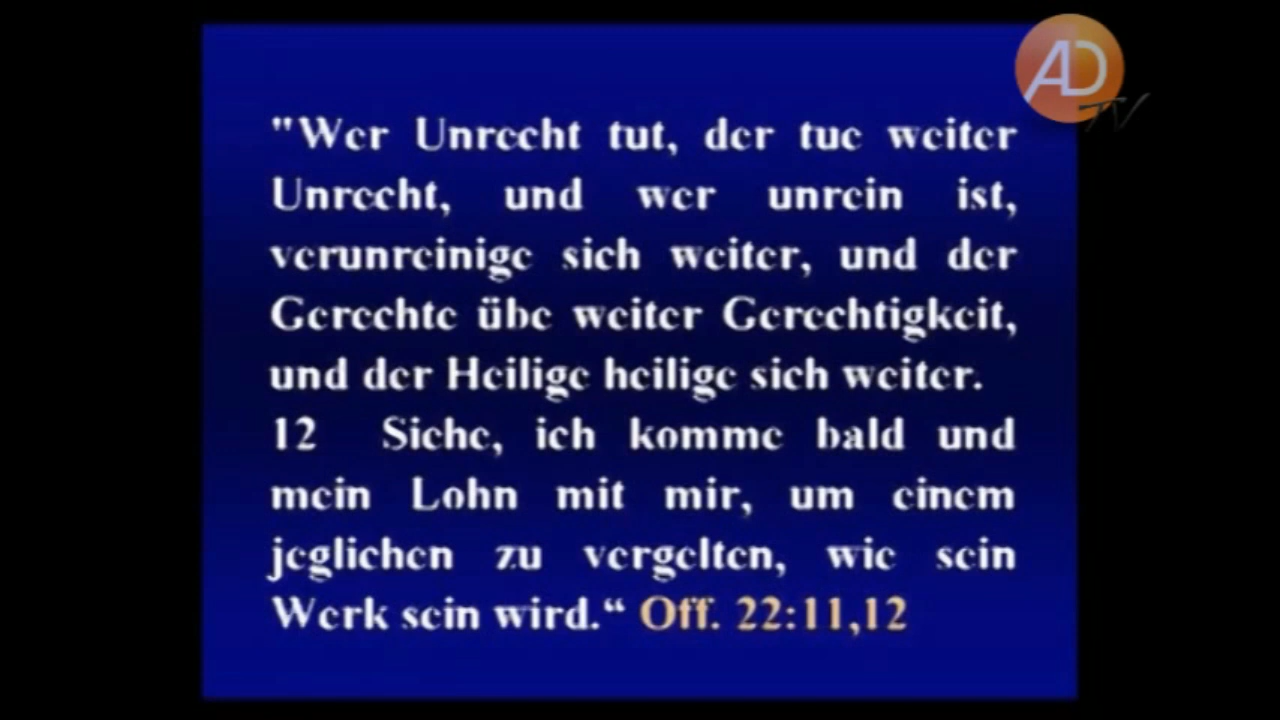 AD
TV
"Wer Unrecht tut, der tue weiter
Unrecht, und wer unrein ist,
verunreinige sich weiter, und der
Gerechte übe weiter Gerechtigkeit,
und der Heilige heilige sich weiter.
12 Siehe, ich komme bald und
mein Lohn mit mir, um einem
jeglichen zu vergelten, wie sein
Werk sein wird.“ Off. 22:11,12